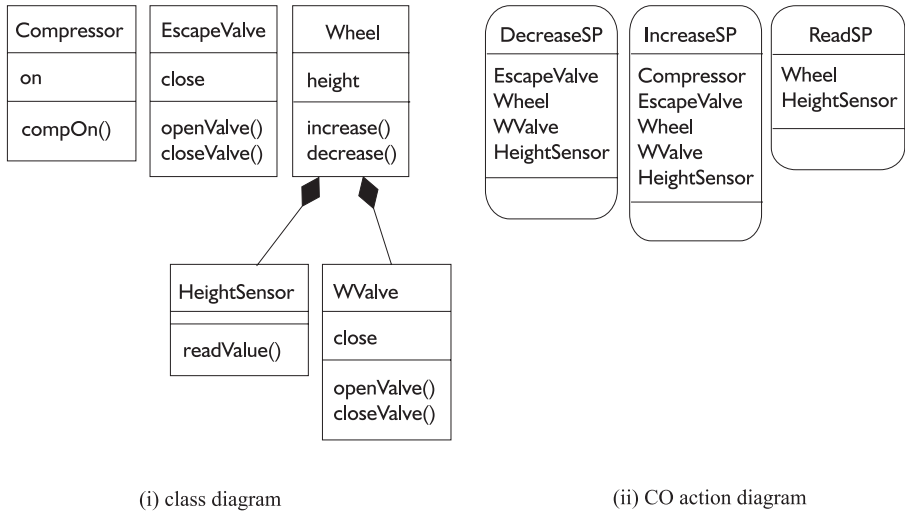 Compressor
on
compOn()
EscapeValve
close
openValve()
closeValve()
Wheel
height
increase()
decrease()
HeightSensor
readValue()
WValve
close
openValve()
closeValve()
(i) class diagram
DecreaseSP
EscapeValve
Wheel
WValve
HeightSensor
IncreaseSP
Compressor
EscapeValve
Wheel
WValve
HeightSensor
ReadSP
Wheel
HeightSensor
(ii) CO action diagram